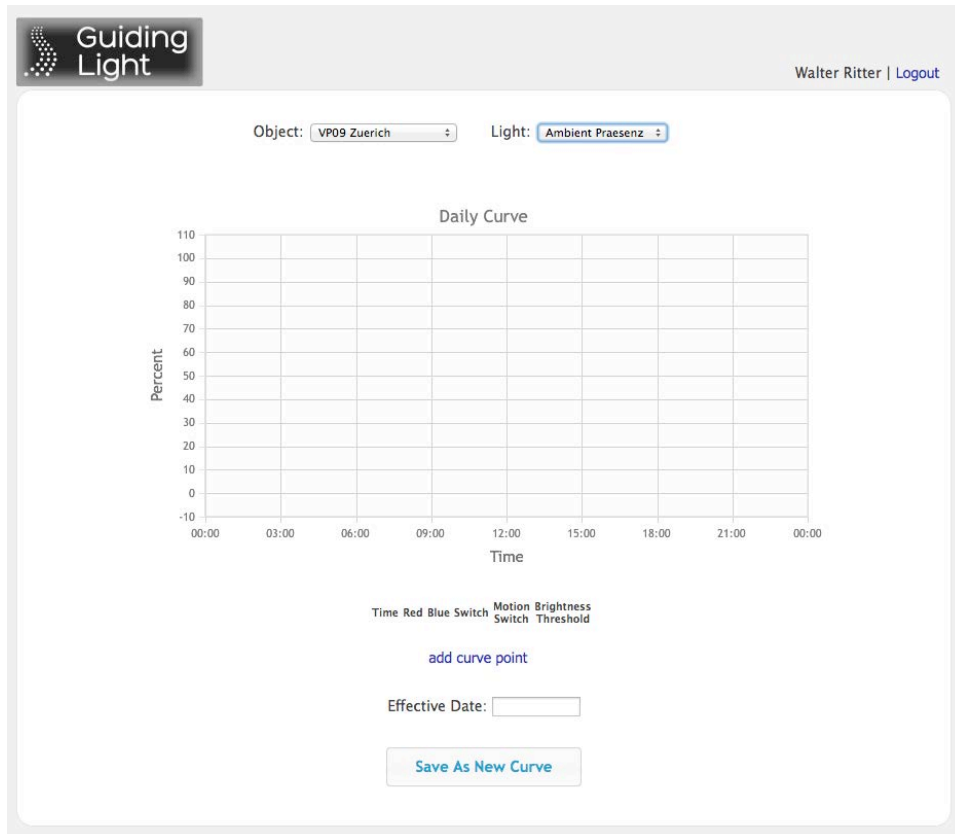 Guiding
Light
Walter Ritter | Logout
Object: VP09 Zuerich Light: Ambient Praesenz
Daily Curve
110
100
90
80
70
60
50
40
30
20
10
0
-10
Percent
00:00 03:00 06:00 09:00 12:00 15:00 18:00 21:00 00:00
Time
Time Red Blue Switch Motion Switch Brightness Threshold
add curve point
Effective Date:
Save As New Curve